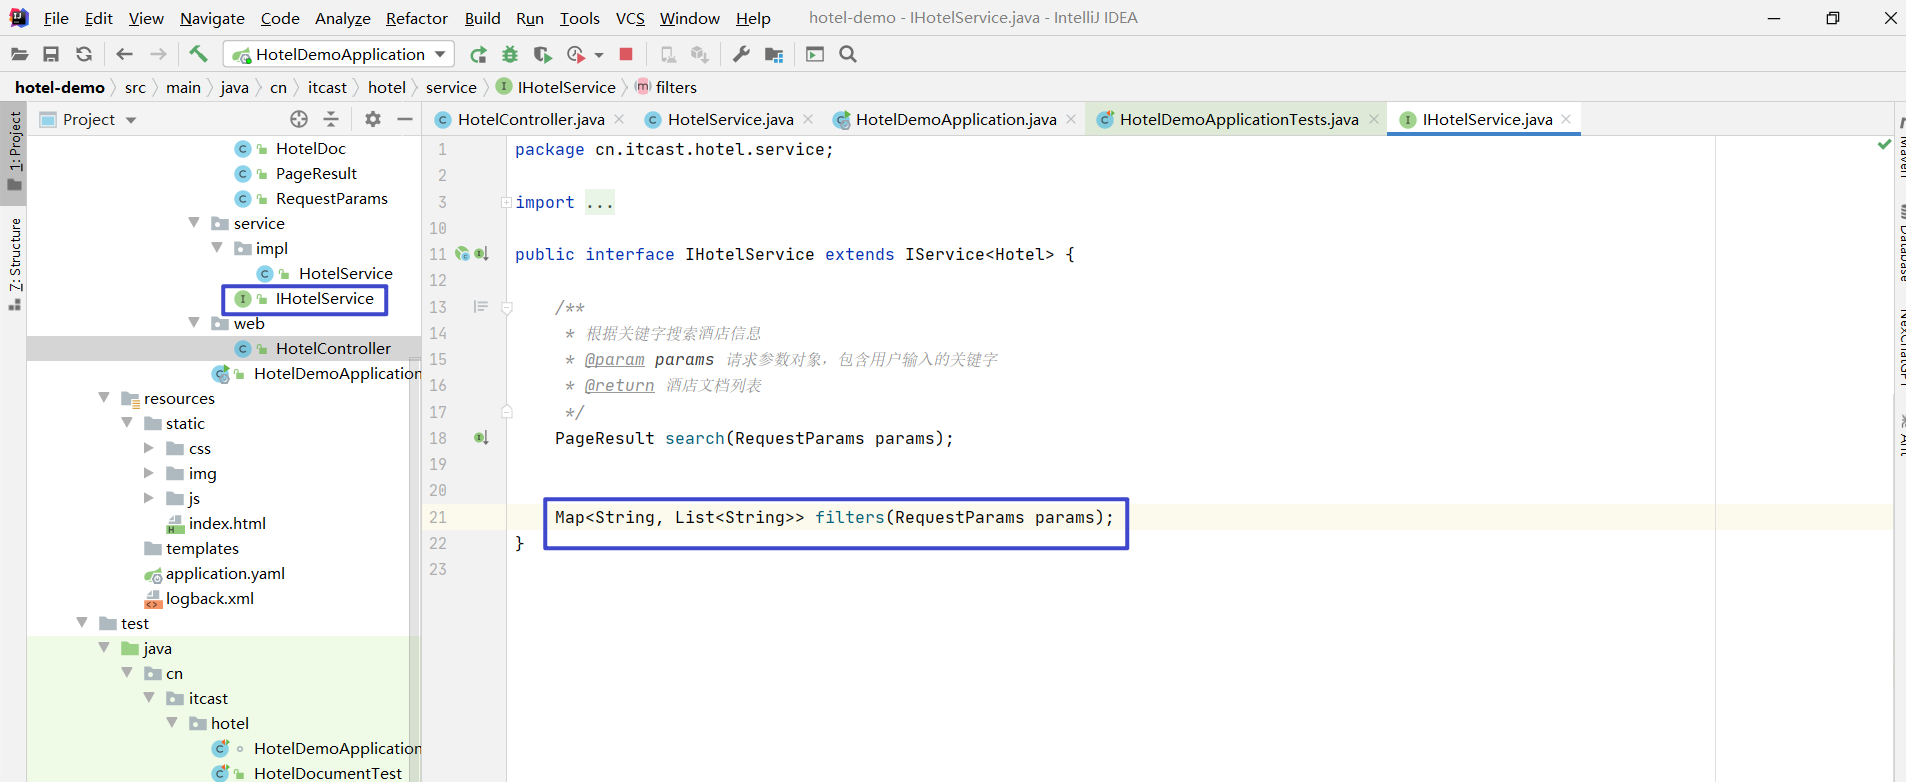 File Edit View Navigate Code Analyze Refactor Build Run Tools VCS Window Help hotel-demo - IHotelService.java - IntelliJ IDEA
HotelDemoApplication
hotel-demo src main java cn itcast hotel service IHotelService filters
1: Project
7: Structure
Project
HotelDoc
PageResult
RequestParams
service
impl
HotelService
IHotelService
web
HotelController
HotelDemoApplication
resources
static
css
img
js
index.html
templates
application.yaml
logback.xml
test
java
cn
itcast
hotel
HotelDemoApplication
HotelDocumentTest
HotelController.java HotelService.java HotelDemoApplication.java HotelDemoApplicationTests.java IHotelService.java
1 package cn.itcast.hotel.service;
2
3 import ...
10
11 public interface IHotelService extends IService<Hotel> {
12
13 /**
14 * 根据关键字搜索酒店信息
15 * @param params 请求参数对象，包含用户输入的关键字
16 * @return 酒店文档列表
17 */
18 PageResult search(RequestParams params);
19
20
21 Map<String, List<String>> filters(RequestParams params);
22 }
23
Maven
Database
NexChatGPT